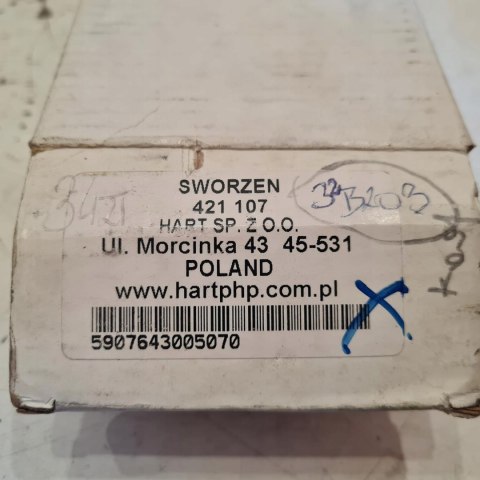 SWORZEN
421 107
HART SP. Z O.O.
Ul. Morcinka 43 45-531
POLAND
www.hartphp.com.pl
5907643005070